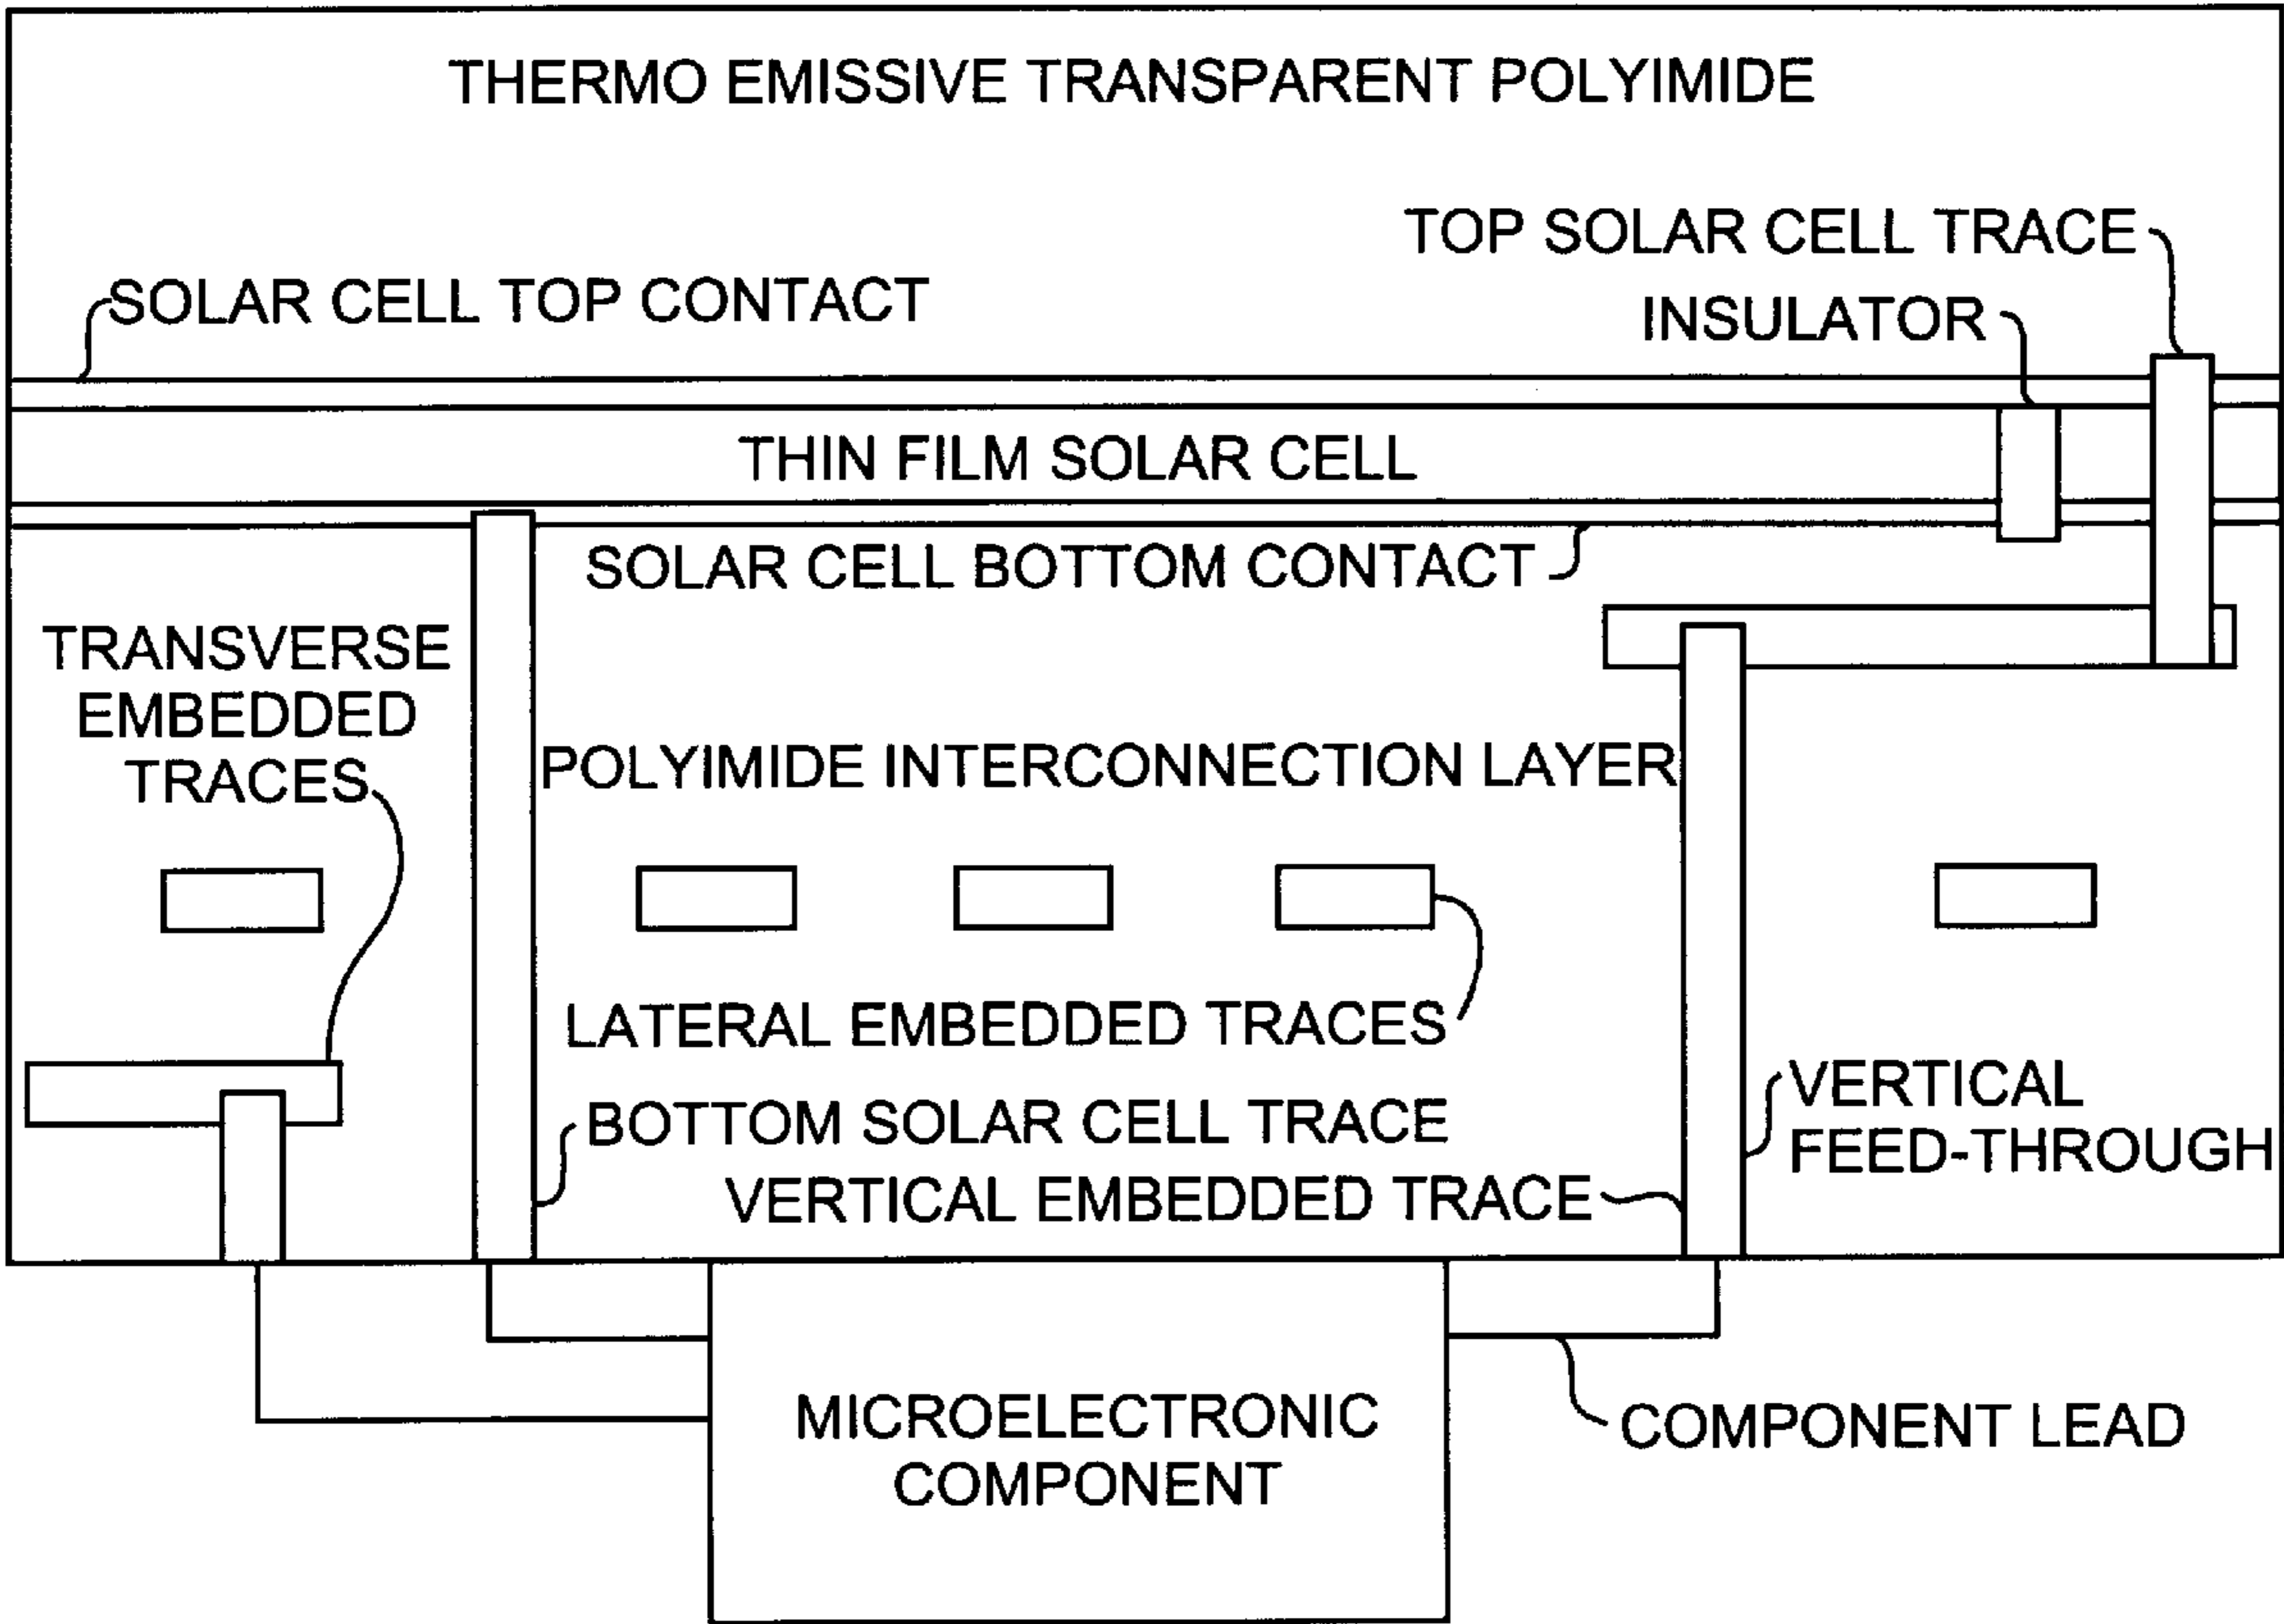 THERMO EMISSIVE TRANSPARENT POLYIMIDE
TOP SOLAR CELL TRACE
SOLAR CELL TOP CONTACT
INSULATOR
THIN FILM SOLAR CELL
SOLAR CELL BOTTOM CONTACT
TRANSVERSE
EMBEDDED
TRACES
POLYIMIDE INTERCONNECTION LAYER
LATERAL EMBEDDED TRACES
BOTTOM SOLAR CELL TRACE
VERTICAL EMBEDDED TRACE
VERTICAL
FEED-THROUGH
MICROELECTRONIC
COMPONENT
COMPONENT LEAD